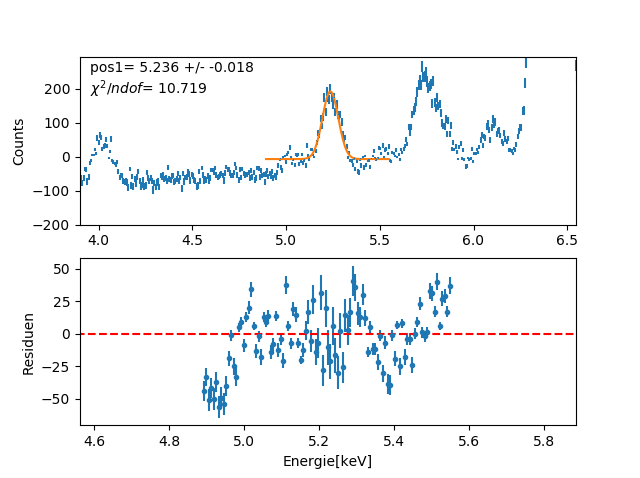 pos1= 5.236 +/- -0.018
χ²/ndof= 10.719
200
100
0
−100
−200
Counts
4.0 4.5 5.0 5.5 6.0 6.5
50
25
0
−25
−50
Residuen
4.6 4.8 5.0 5.2 5.4 5.6 5.8
Energie[keV]